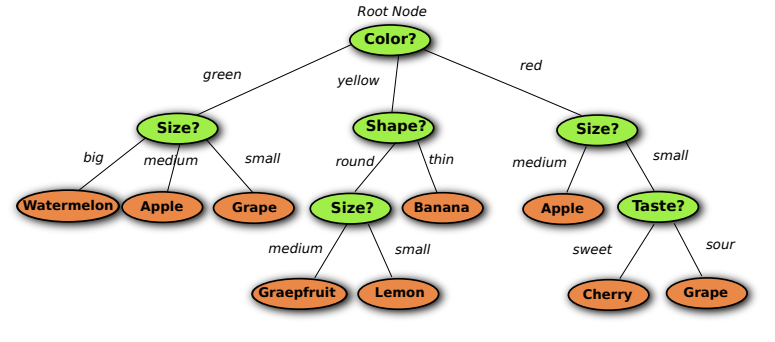 Root Node
Color?
green
yellow
red
Size?
Shape?
Size?
big
medium
small
round
thin
medium
small
Watermelon
Apple
Grape
Size?
Banana
Apple
Taste?
medium
small
sweet
sour
Graepfruit
Lemon
Cherry
Grape